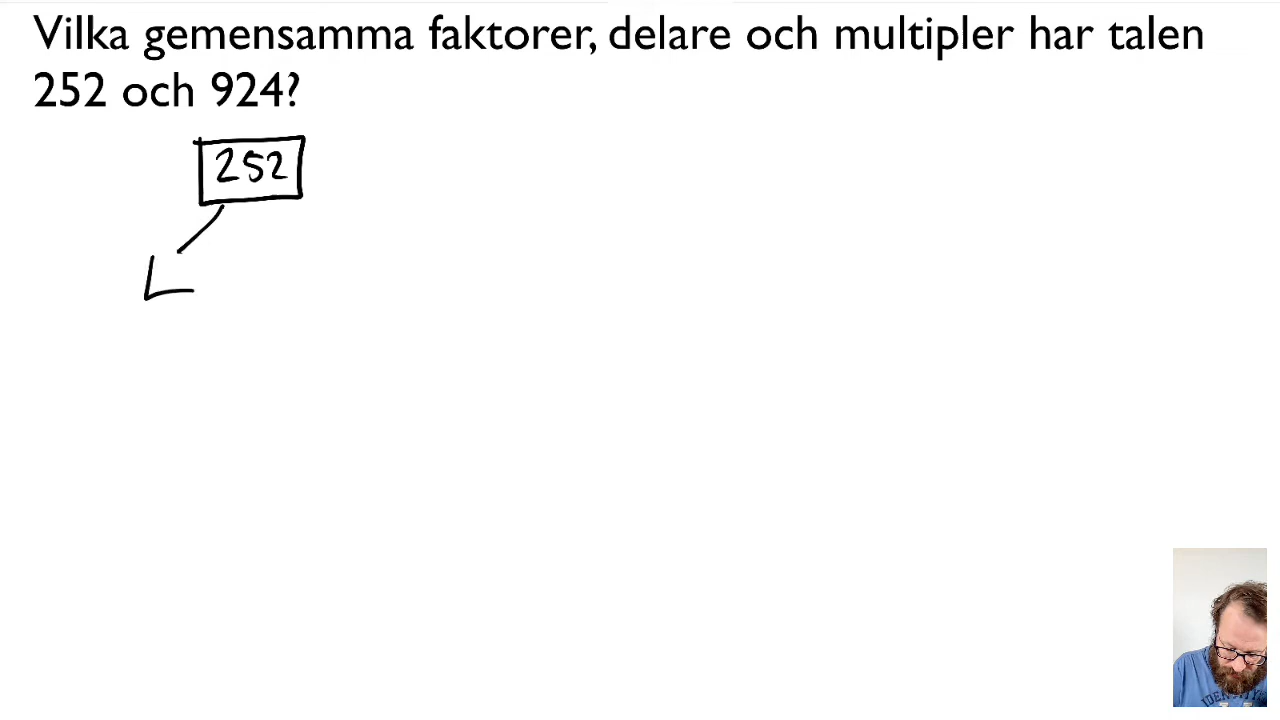 Vilka gemensamma faktorer, delare och multipler har talen
252 och 924?
252